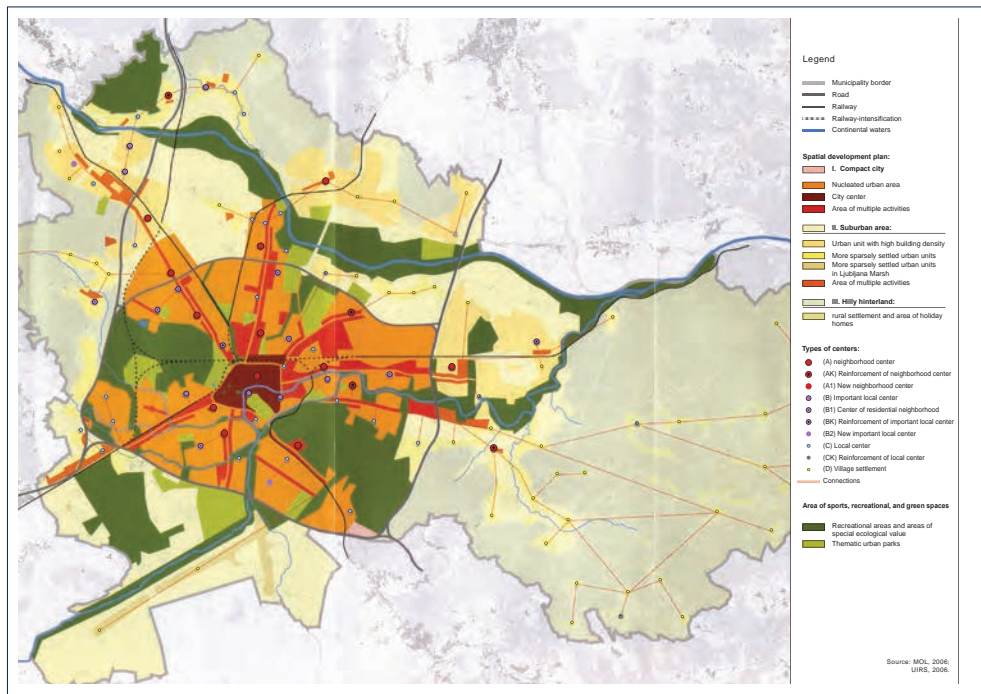 Legend
Municipality border
Road
Railway
Railway-intensification
Continental waters
Spatial development plan:
I. Compact city
Nucleated urban area
City center
Area of multiple activities
II. Suburban area:
Urban unit with high building density
More sparsely settled urban units
More sparsely settled urban units
in Ljubljana Marsh
Area of multiple activities
III. Hilly hinterland:
rural settlement and area of holiday
homes
Types of centers:
(A) neighborhood center
(AK) Reinforcement of neighborhood center
(A1) New neighborhood center
(B) Important local center
(B1) Center of residential neighborhood
(BK) Reinforcement of important local center
(B2) New important local center
(C) Local center
(CK) Reinforcement of local center
(D) Village settlement
Connections
Area of sports, recreational, and green spaces
Recreational areas and areas of
special ecological value
Thematic urban parks
Source: MOL, 2006;
UIRS, 2006.